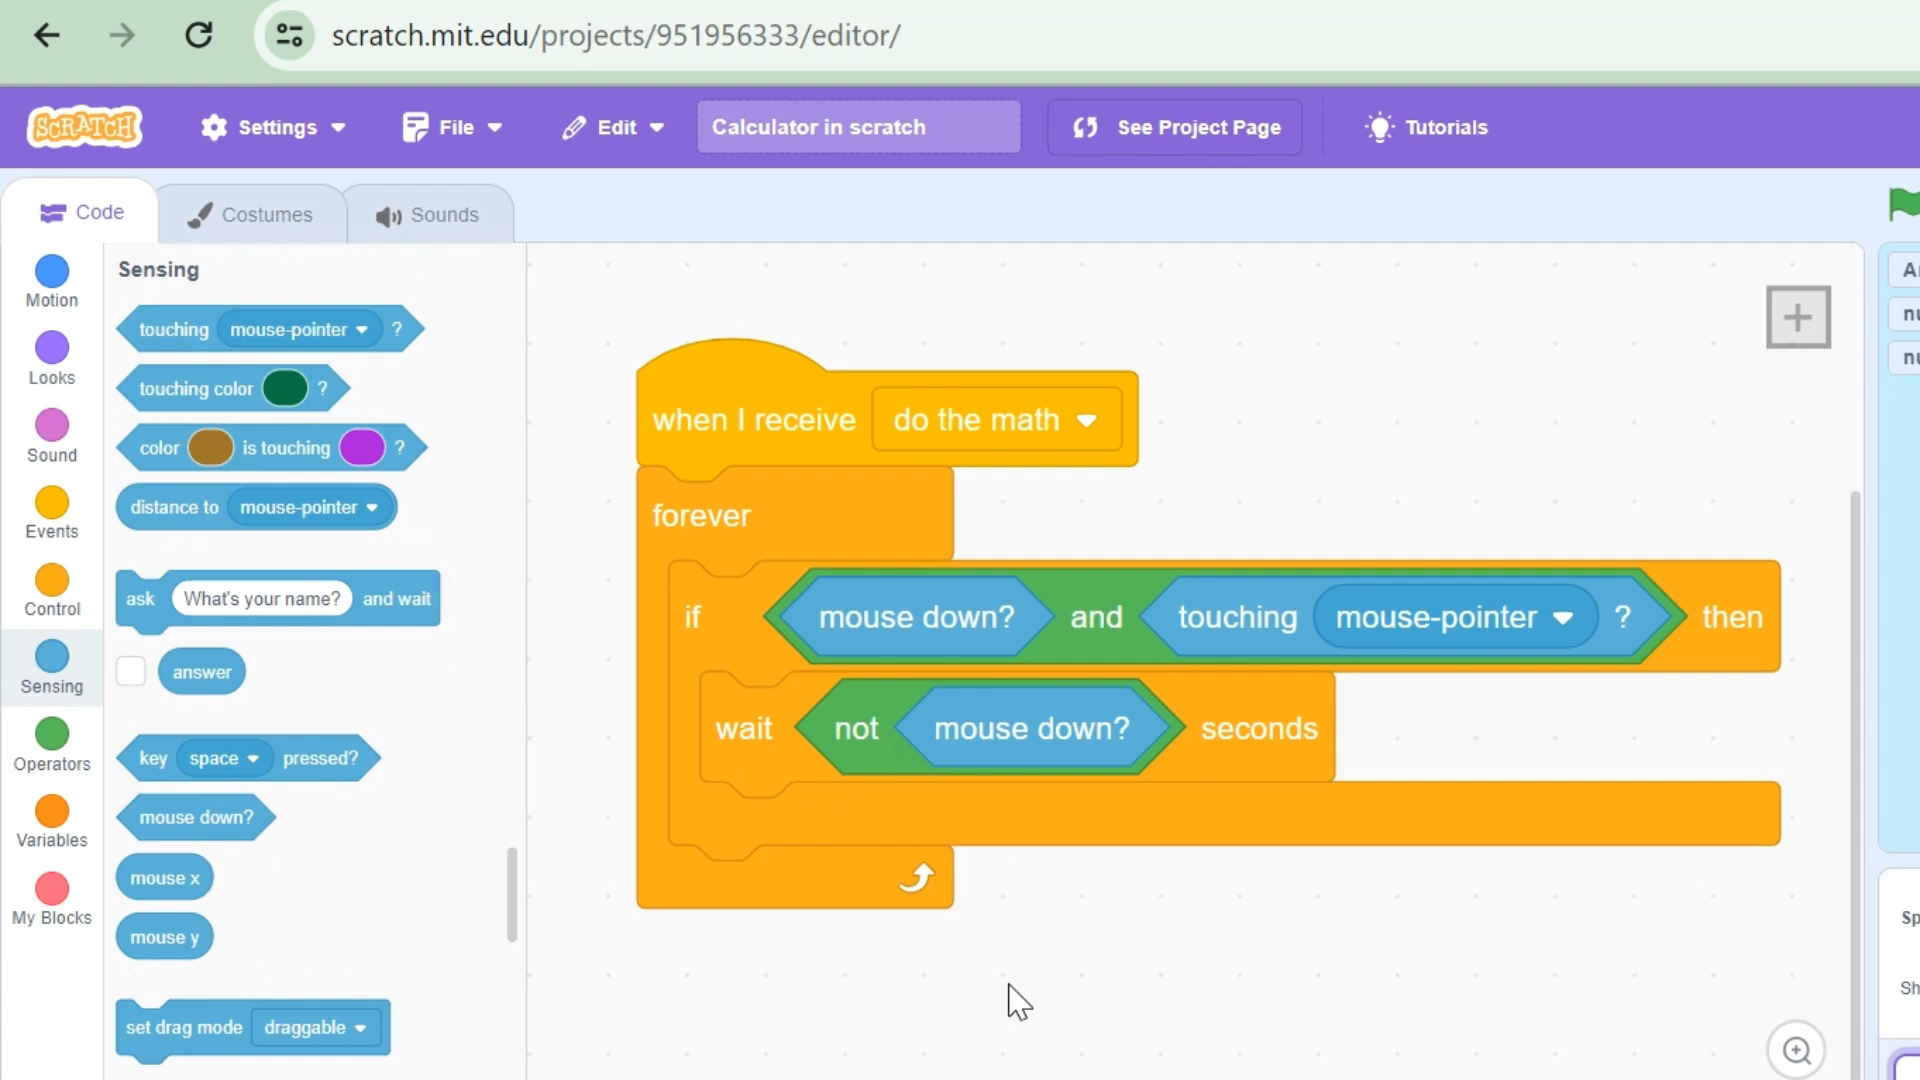 scratch.mit.edu/projects/951956333/editor/
SCRATCH Settings File Edit Calculator in scratch See Project Page Tutorials
Code Costumes Sounds
Motion
Looks
Sound
Events
Control
Sensing
Operators
Variables
My Blocks
Sensing
touching mouse-pointer ?
touching color ?
color is touching ?
distance to mouse-pointer
ask What's your name? and wait
answer
key space pressed?
mouse down?
mouse x
mouse y
set drag mode draggable
when I receive do the math
forever
if mouse down? and touching mouse-pointer ? then
wait not mouse down? seconds